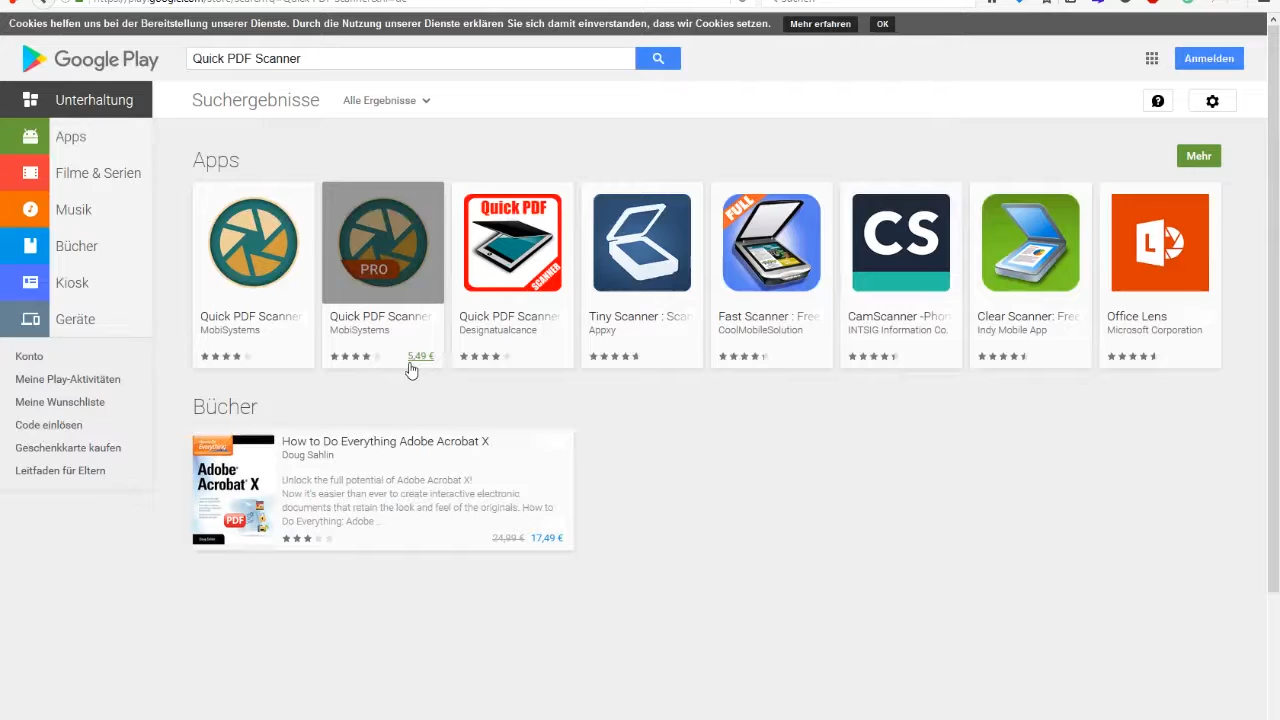 Cookies helfen uns bei der Bereitstellung unserer Dienste. Durch die Nutzung unserer Dienste erklären Sie sich damit einverstanden, dass wir Cookies setzen. Mehr erfahren OK
Google Play
Quick PDF Scanner
Anmelden
Unterhaltung
Suchergebnisse
Alle Ergebnisse
Apps
Filme & Serien
Musik
Bücher
Kiosk
Geräte
Konto
Meine Play-Aktivitäten
Meine Wunschliste
Code einlösen
Geschenkkarte kaufen
Leitfaden für Eltern
Apps
Mehr
Quick PDF Scanner
MobiSystems
PRO
Quick PDF Scanner
MobiSystems
5,49 €
Quick PDF
SCANNER
Quick PDF Scanner
Designatualcance
Tiny Scanner : Scan
Appxy
FULL
Fast Scanner : Free
CoolMobileSolution
CS
CamScanner -Phon
INTSIG Information Co.
Clear Scanner: Free
Indy Mobile App
Office Lens
Microsoft Corporation
Bücher
Adobe
Acrobat X
PDF
How to Do Everything Adobe Acrobat X
Doug Sahlin
Unlock the full potential of Adobe Acrobat X!
Now it's easier than ever to create interactive electronic
documents that retain the look and feel of the originals. How to
Do Everything: Adobe ...
24,99 € 17,49 €